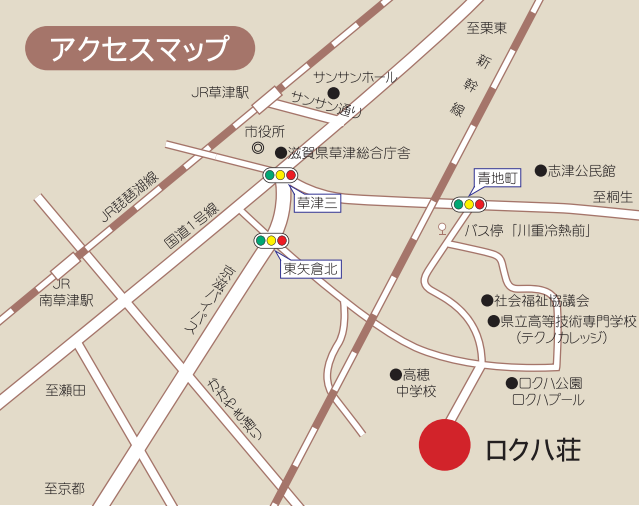 アクセスマップ
至栗東
新幹線
サンサンホール
JR草津駅
サンサン通り
市役所
滋賀県草津総合庁舎
青地町
志津公民館
JR琵琶湖線
草津三
至桐生
国道1号線
バス停「川重冷熱前」
東矢倉北
京滋バイパス
JR
南草津駅
社会福祉協議会
県立高等技術専門学校
(テクノカレッジ)
高穂
中学校
ロクハ公園
ロクハプール
至瀬田
かがやき通り
ロクハ荘
至京都